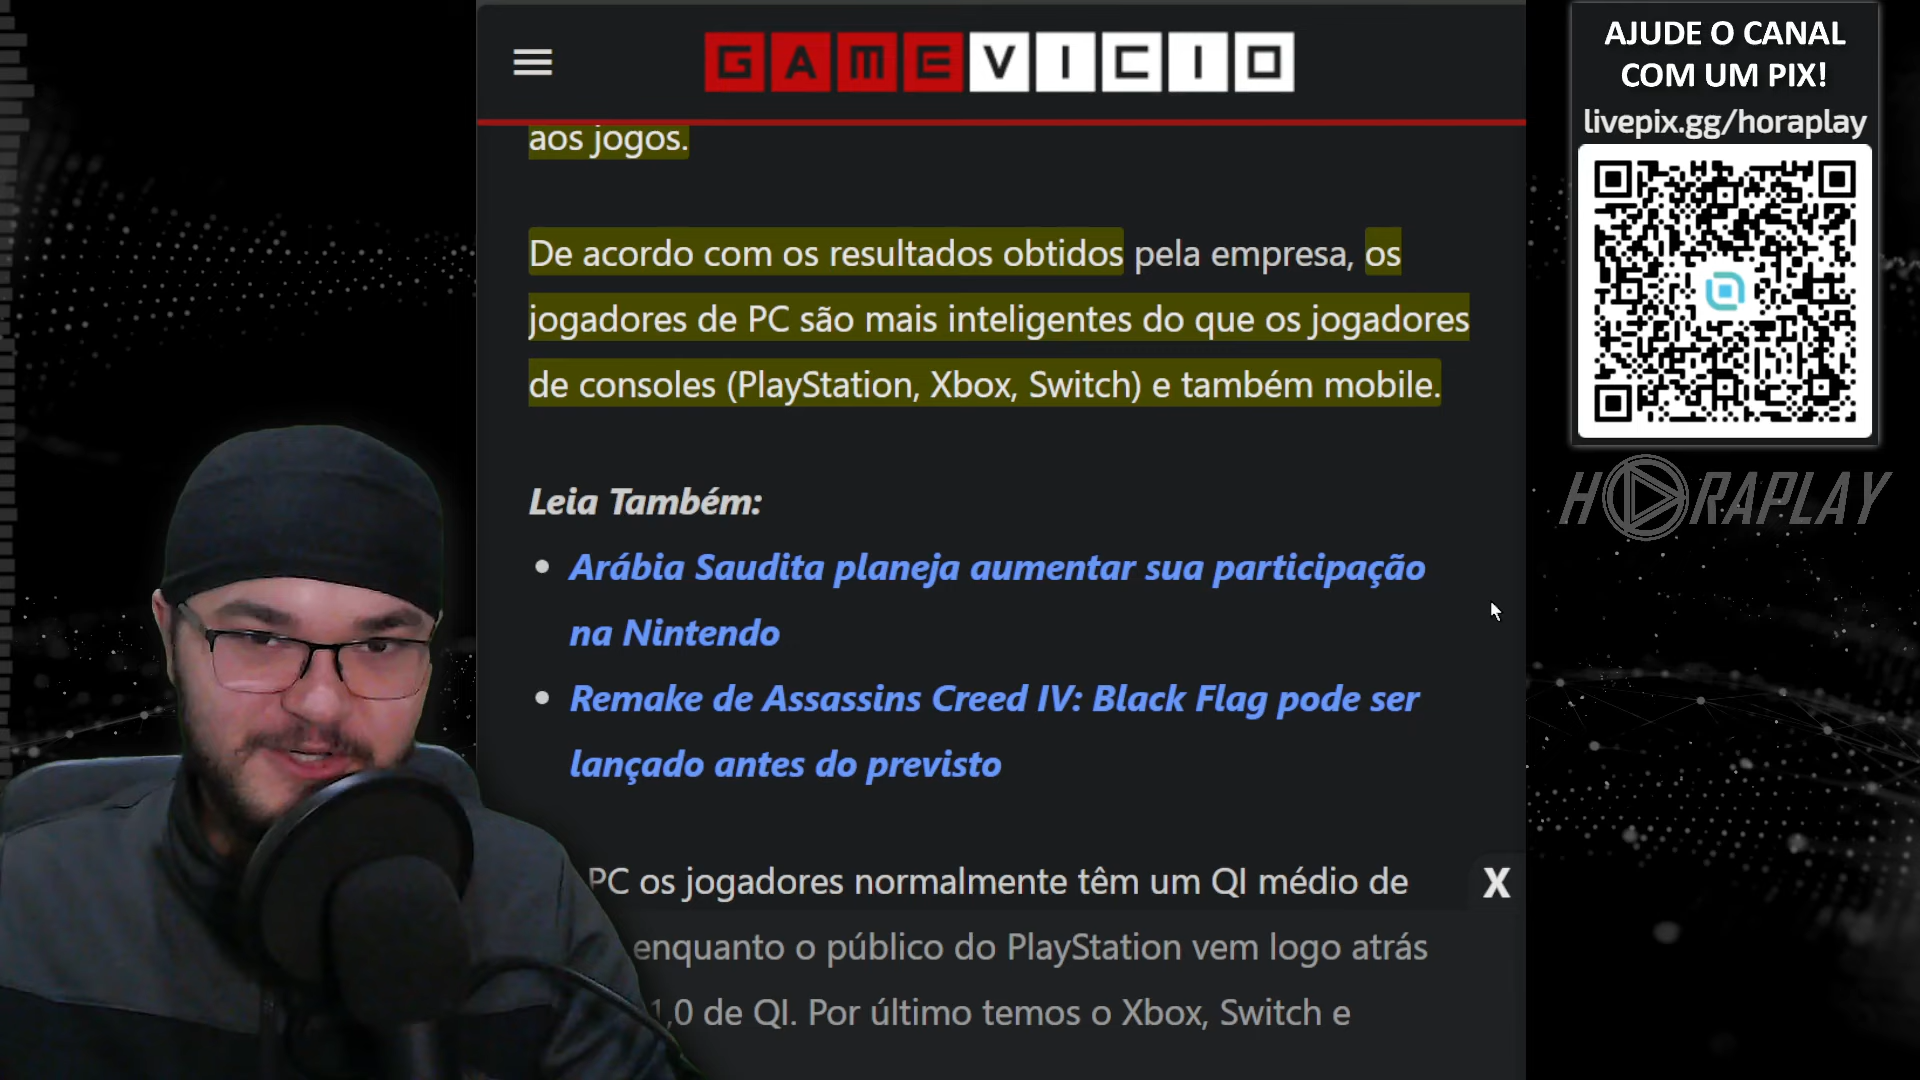 GAMEVICIO
aos jogos.
De acordo com os resultados obtidos pela empresa, os
jogadores de PC são mais inteligentes do que os jogadores
de consoles (PlayStation, Xbox, Switch) e também mobile.
Leia Também:
Arábia Saudita planeja aumentar sua participação
na Nintendo
Remake de Assassins Creed IV: Black Flag pode ser
lançado antes do previsto
PC os jogadores normalmente têm um QI médio de
enquanto o público do PlayStation vem logo atrás
1,0 de QI. Por último temos o Xbox, Switch e
X
AJUDE O CANAL
COM UM PIX!
livepix.gg/horaplay
HORAPLAY